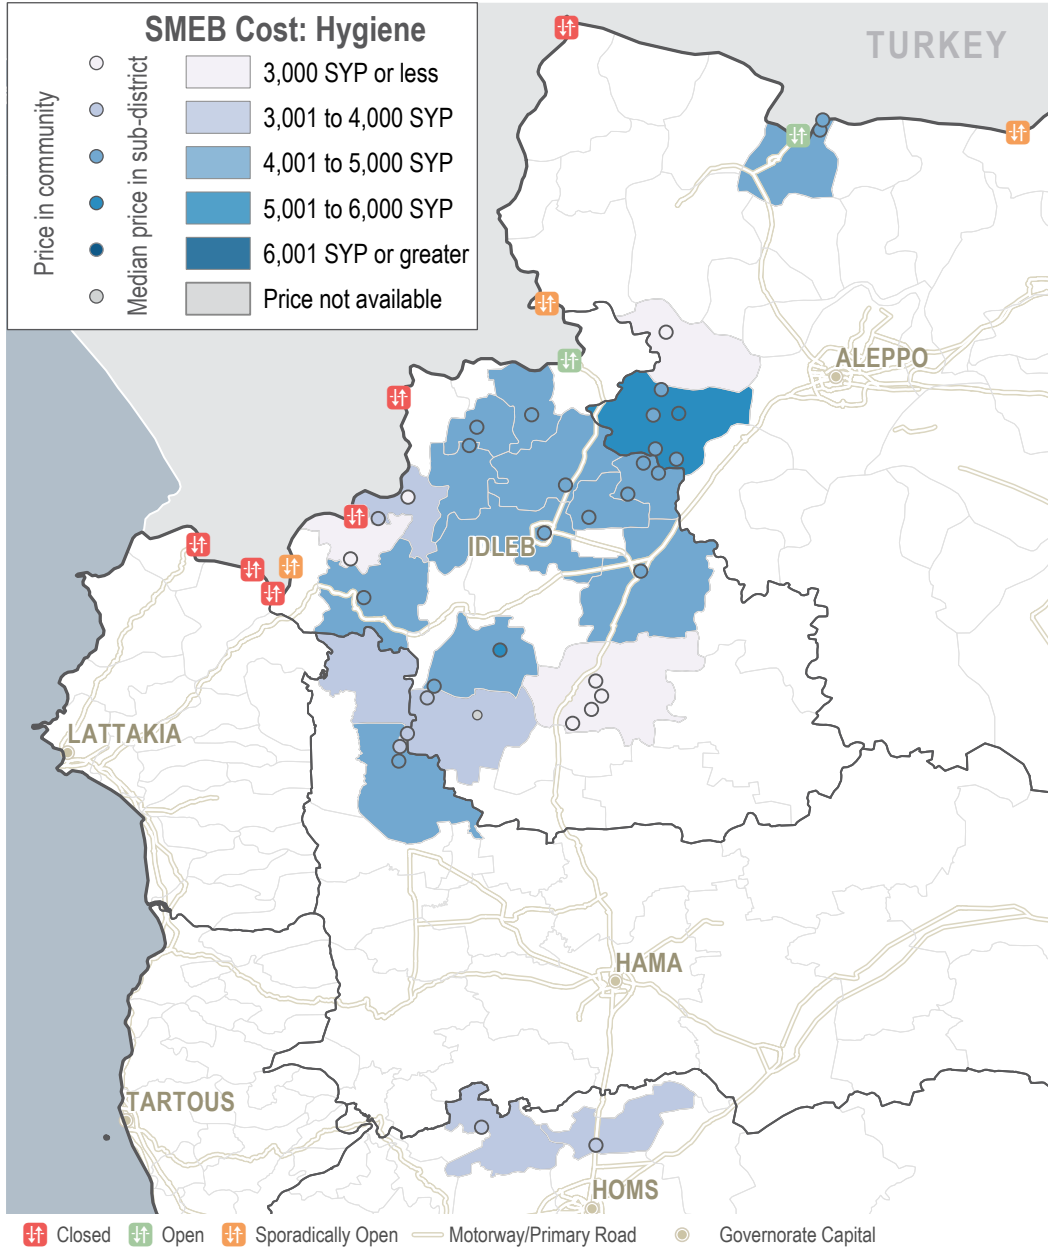 SMEB Cost: Hygiene
Price in community
Median price in sub-district
3,000 SYP or less
3,001 to 4,000 SYP
4,001 to 5,000 SYP
5,001 to 6,000 SYP
6,001 SYP or greater
Price not available
TURKEY
ALEPPO
IDLEB
LATTAKIA
HAMA
TARTOUS
HOMS
Closed Open Sporadically Open Motorway/Primary Road Governorate Capital